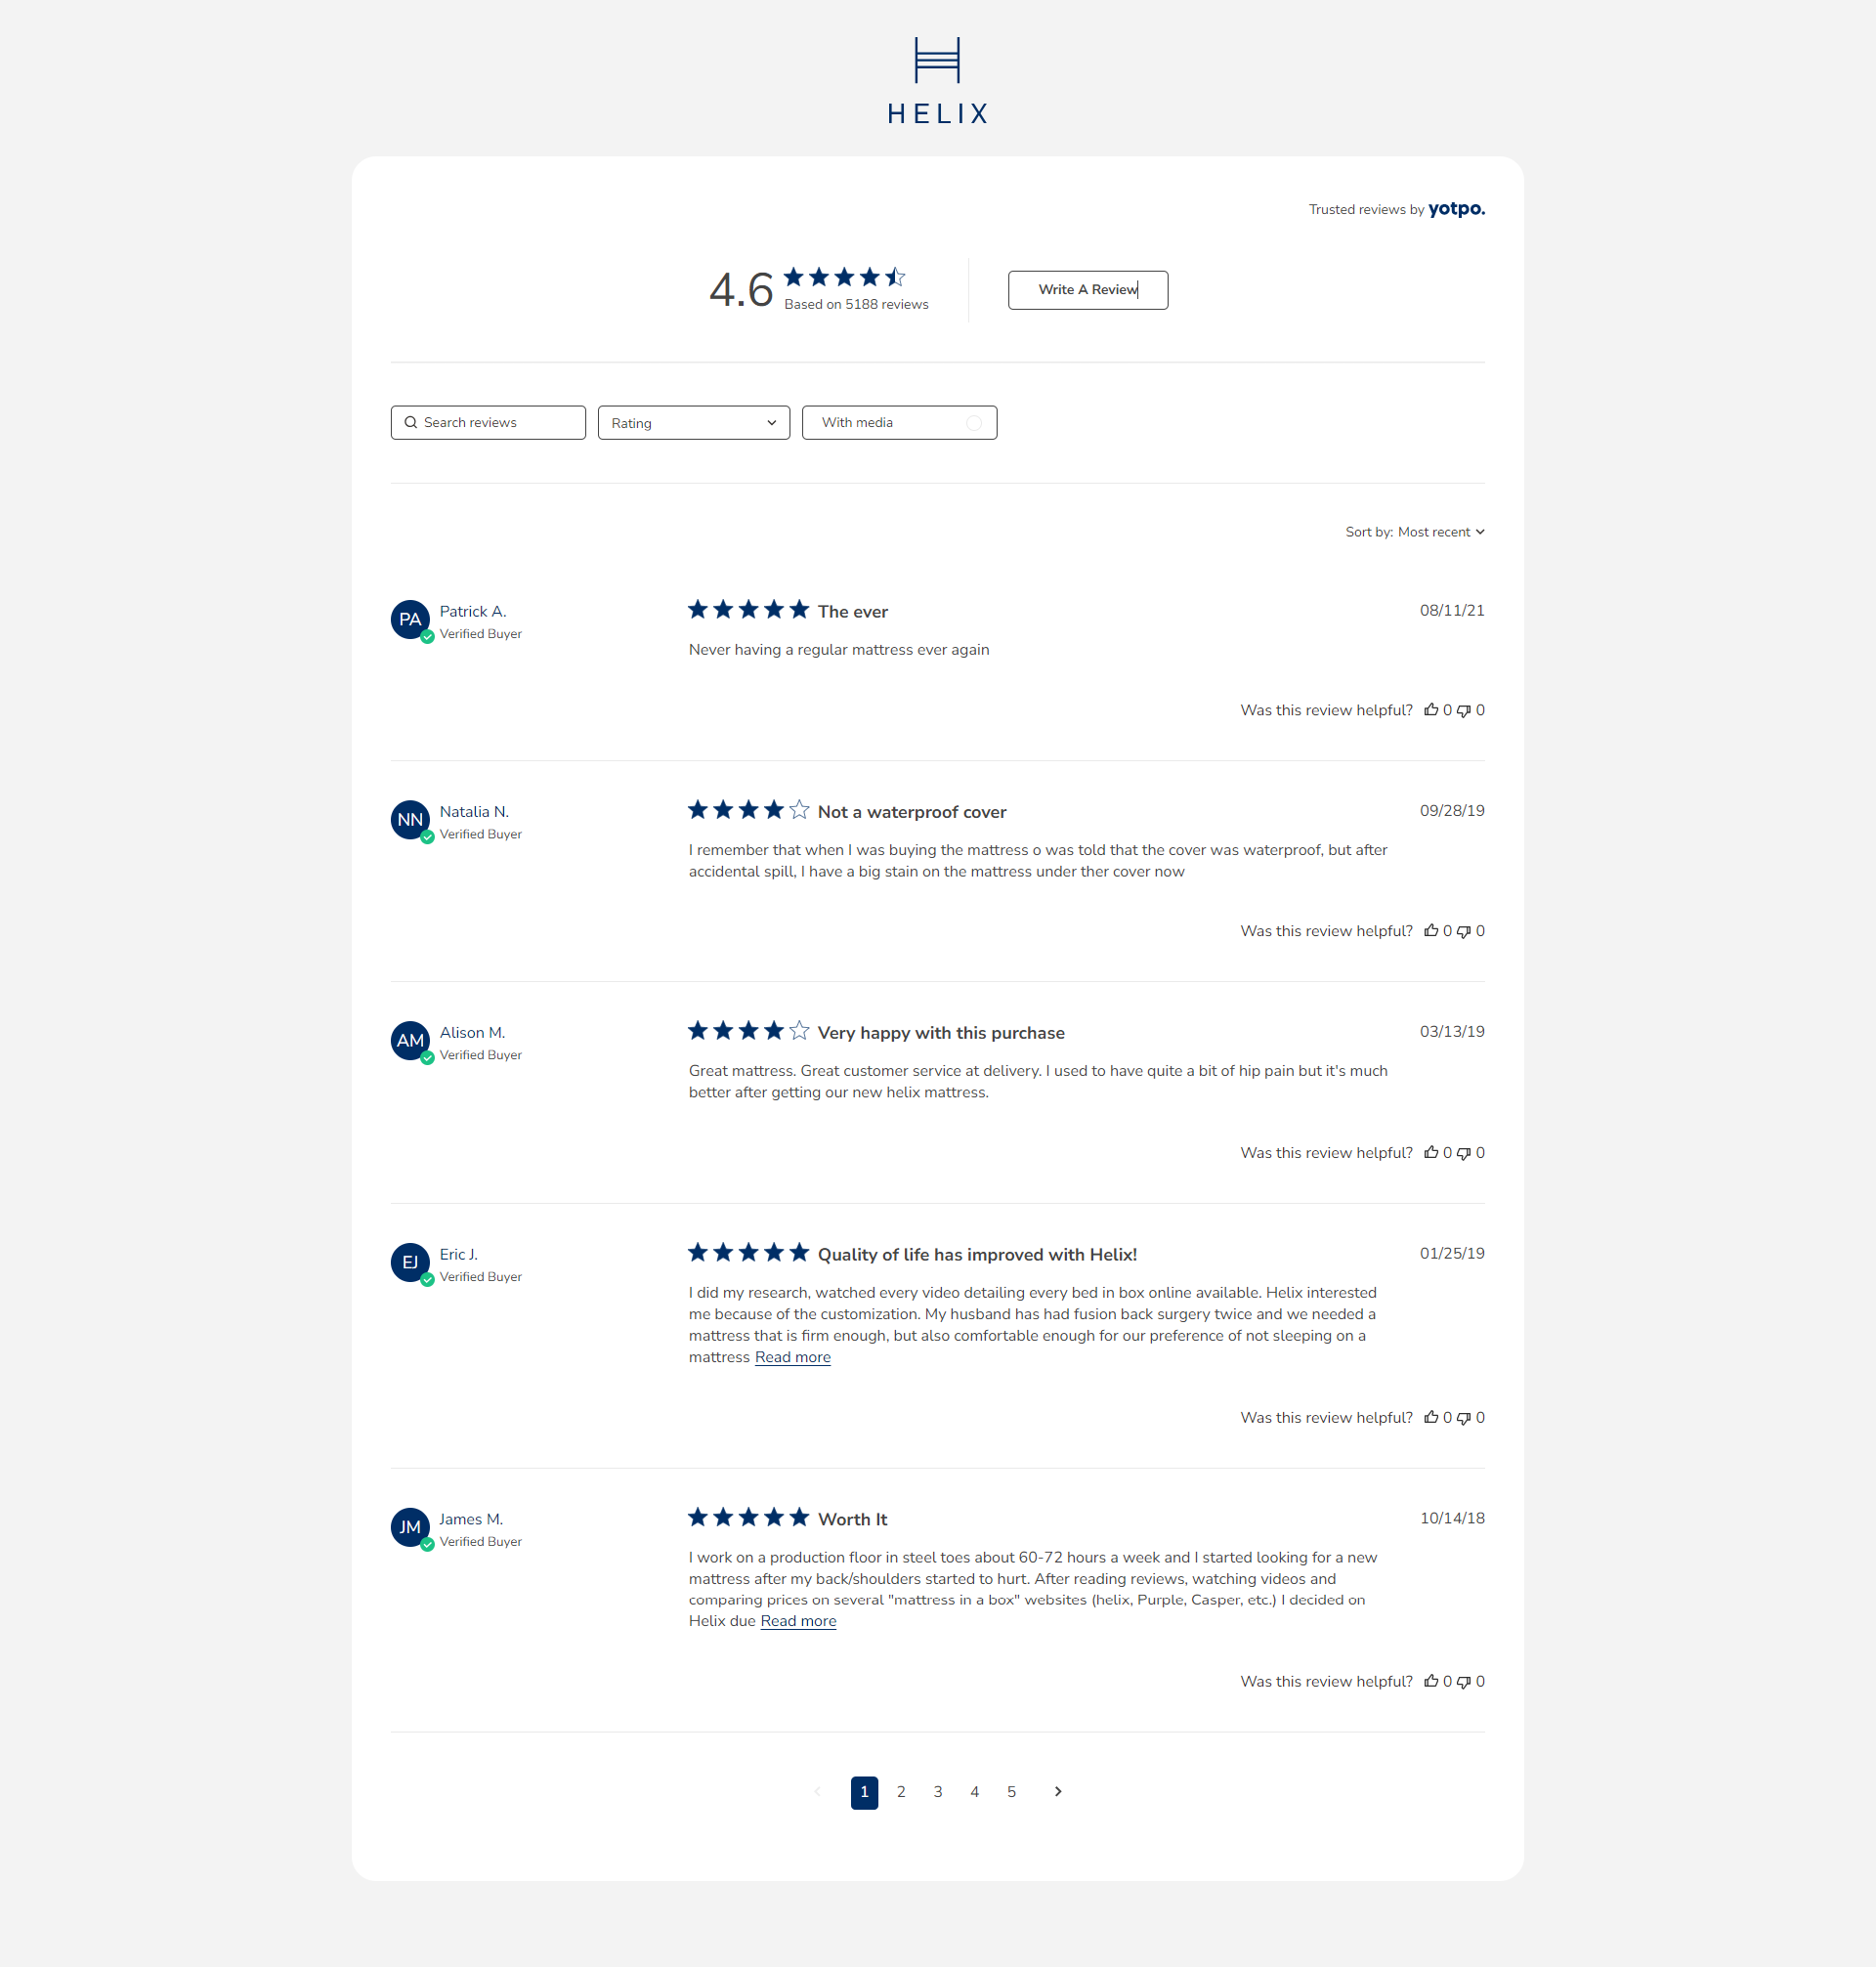 HELIX
Trusted reviews by yotpo.
4.6
Based on 5188 reviews
Write A Review
Search reviews
Rating
With media
Sort by: Most recent
PA
Patrick A.
Verified Buyer
The ever
08/11/21
Never having a regular mattress ever again
Was this review helpful? 0 0
NN
Natalia N.
Verified Buyer
Not a waterproof cover
09/28/19
I remember that when I was buying the mattress o was told that the cover was waterproof, but after
accidental spill, I have a big stain on the mattress under ther cover now
Was this review helpful? 0 0
AM
Alison M.
Verified Buyer
Very happy with this purchase
03/13/19
Great mattress. Great customer service at delivery. I used to have quite a bit of hip pain but it's much
better after getting our new helix mattress.
Was this review helpful? 0 0
EJ
Eric J.
Verified Buyer
Quality of life has improved with Helix!
01/25/19
I did my research, watched every video detailing every bed in box online available. Helix interested
me because of the customization. My husband has had fusion back surgery twice and we needed a
mattress that is firm enough, but also comfortable enough for our preference of not sleeping on a
mattress Read more
Was this review helpful? 0 0
JM
James M.
Verified Buyer
Worth It
10/14/18
I work on a production floor in steel toes about 60-72 hours a week and I started looking for a new
mattress after my back/shoulders started to hurt. After reading reviews, watching videos and
comparing prices on several "mattress in a box" websites (helix, Purple, Casper, etc.) I decided on
Helix due Read more
Was this review helpful? 0 0
1 2 3 4 5